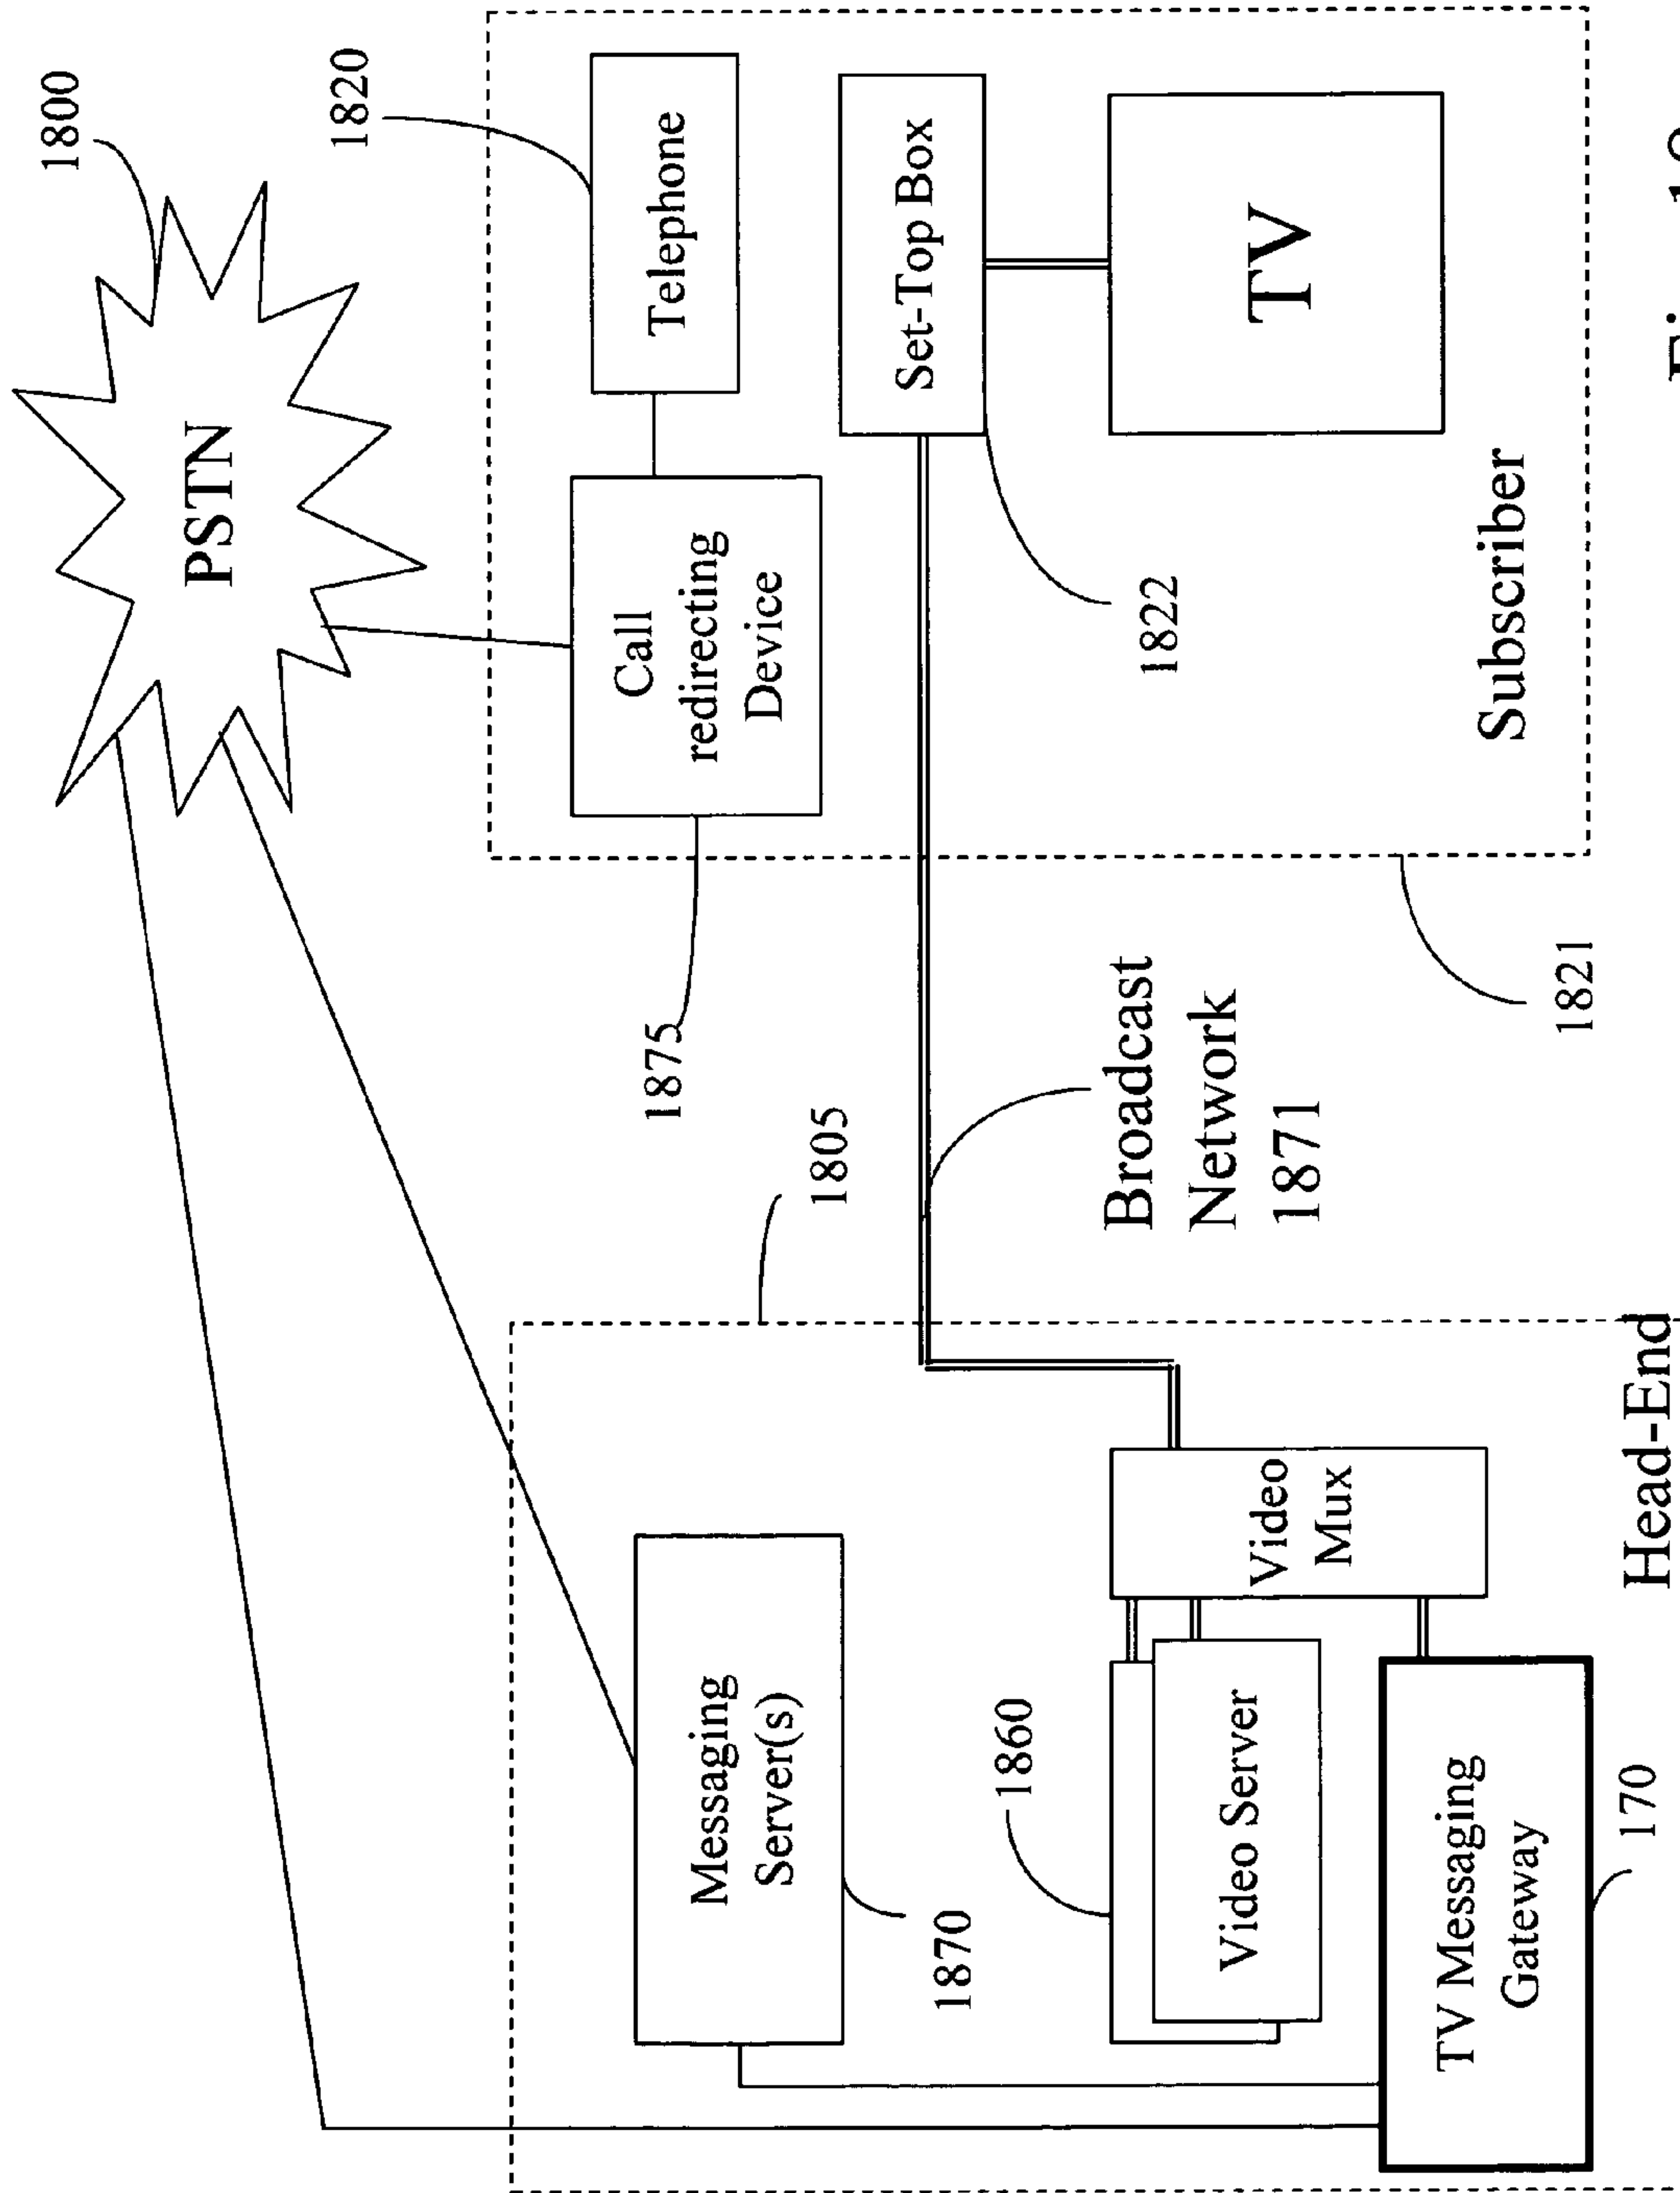 1800
PSTN
1820
Telephone
Call
redirecting
Device
1875
Messaging
Server(s)
1805
1870
Set-Top Box
1860
Broadcast
Network
1871
1822
Video Server
Video
Mux
TV
TV Messaging
Gateway
Subscriber
1821
170
Head-End